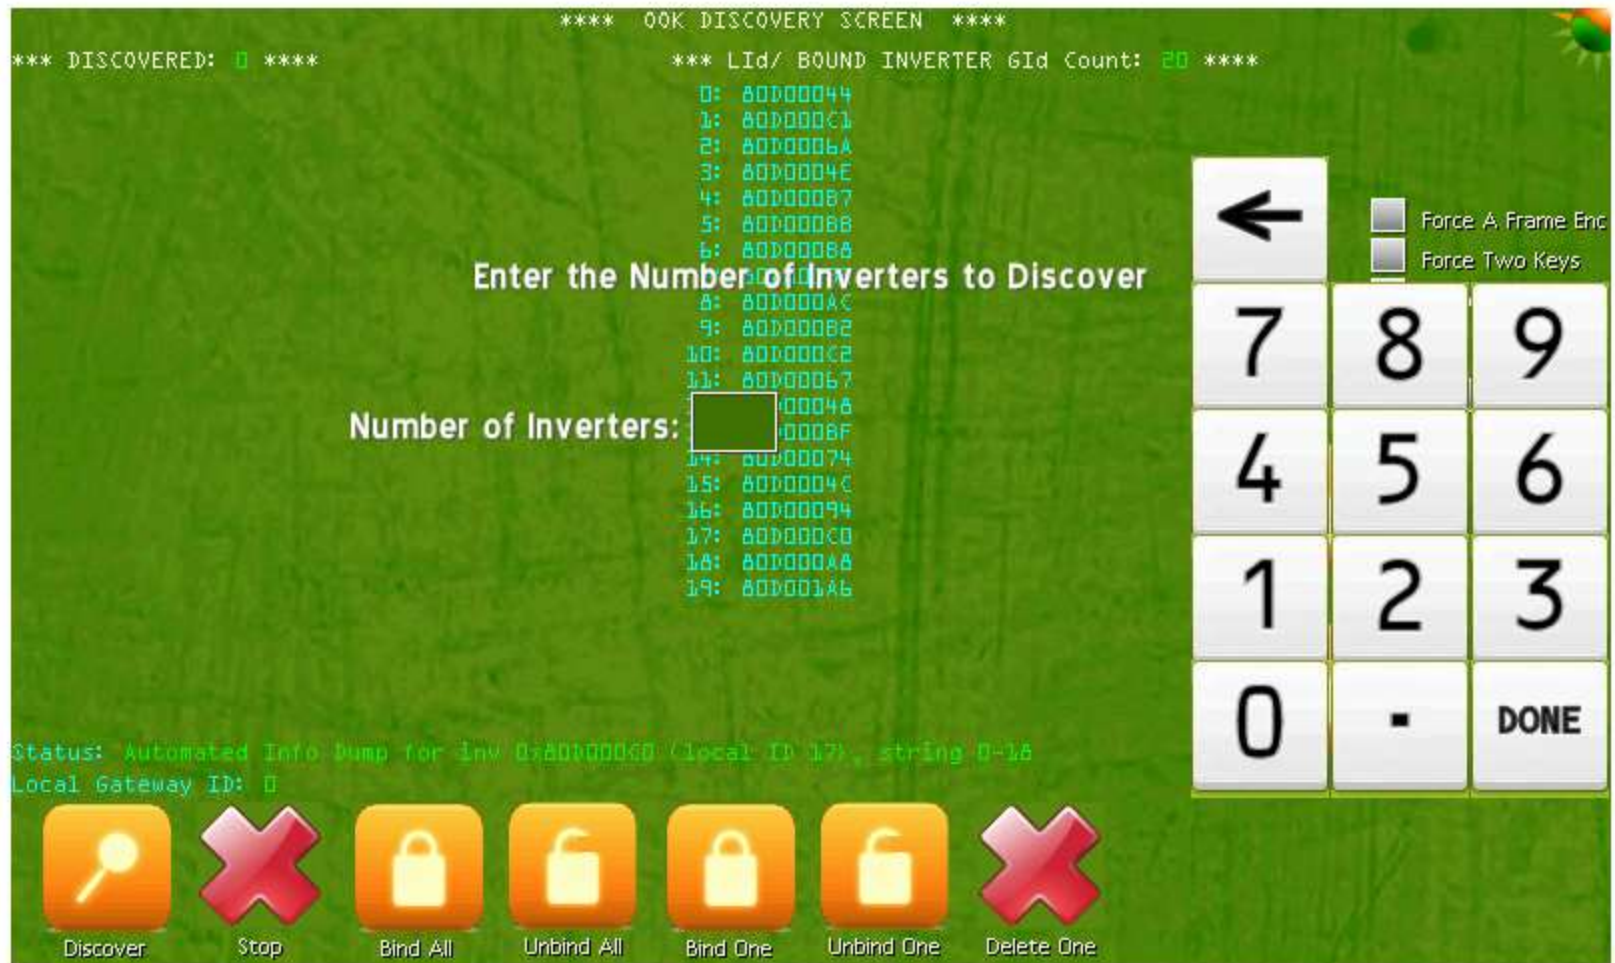 **** OOK DISCOVERY SCREEN ****
*** DISCOVERED: 0 ****
*** LId/ BOUND INVERTER GId Count: 20 ****
0: 80D00044
1: 80D000C1
2: 80D0006A
3: 80D0004E
4: 80D000B7
5: 80D000BB
6: 80D000B8
Enter the Number of Inverters to Discover
8: 80D000AC
9: 80D000B2
10: 80D000C2
11: 80D00067
Number of Inverters:
14: 80D00074
15: 80D0004C
16: 80D00094
17: 80D000C0
18: 80D000A8
19: 80D001A6
Force A Frame Enc
Force Two Keys
7 8 9
4 5 6
1 2 3
0 . DONE
Status: Automated Info Dump for inv 0x80D000C0 (local ID 17), string 0-18
Local Gateway ID: 0
Discover Stop Bind All Unbind All Bind One Unbind One Delete One